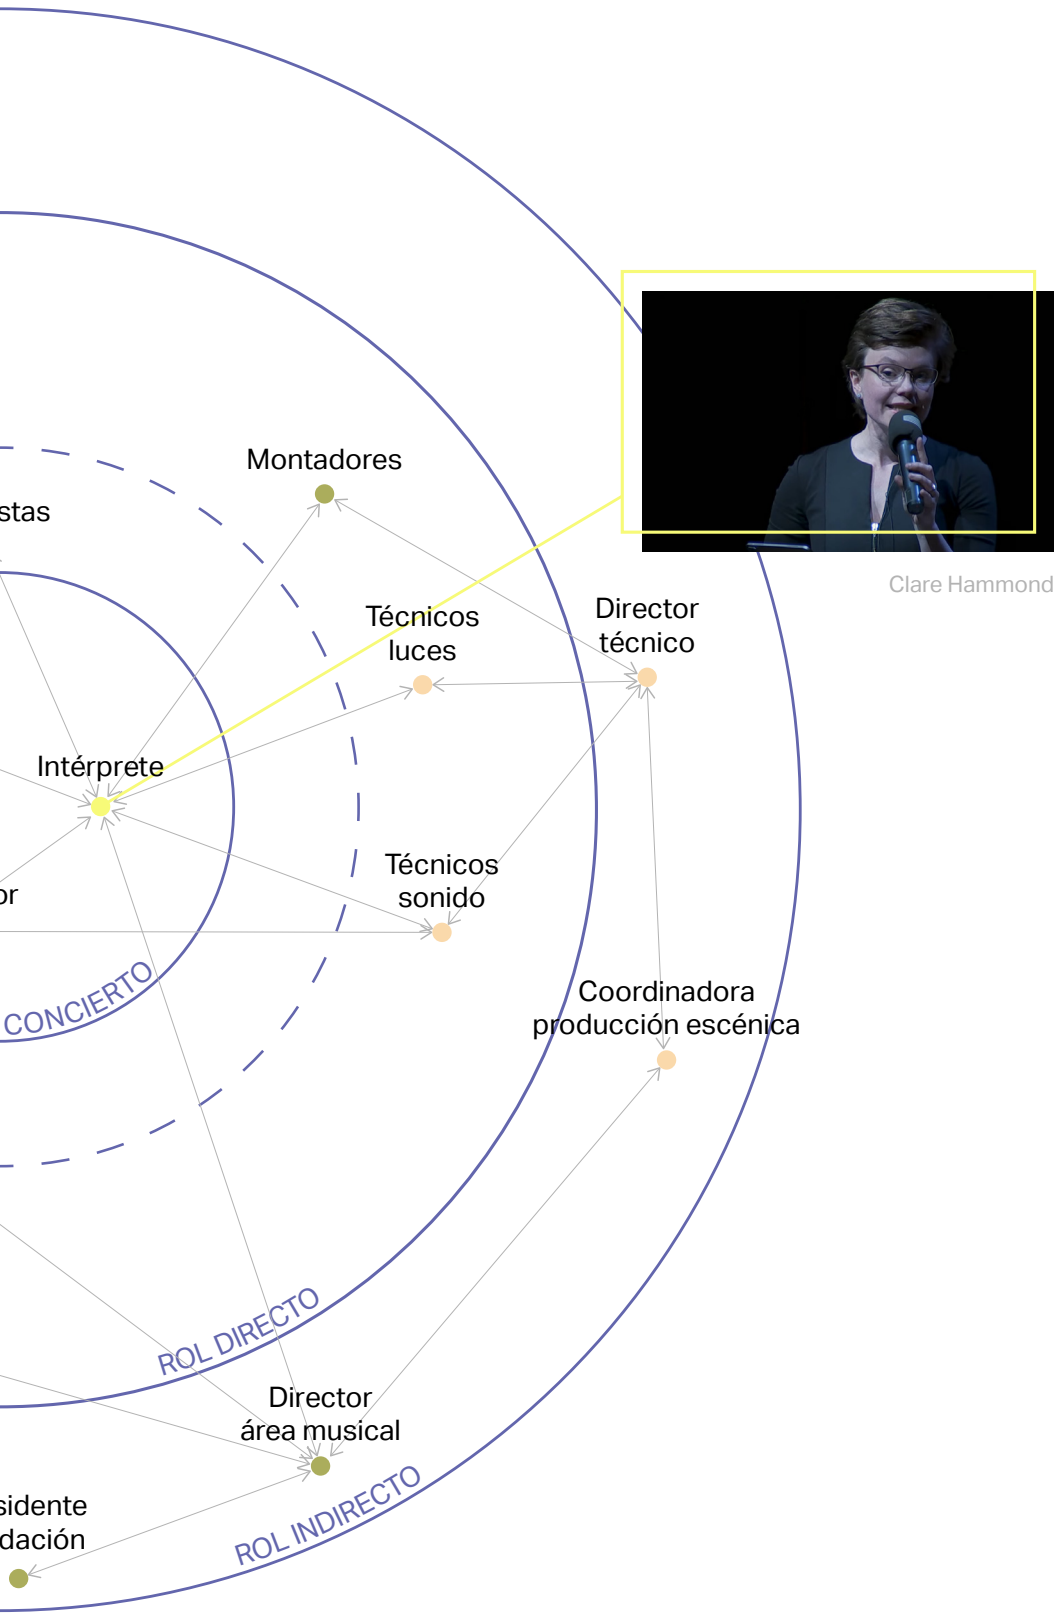 Montadores
stas
Técnicos
luces
Director
técnico
Clare Hammond
Intérprete
Técnicos
sonido
or
CONCIERTO
Coordinadora
producción escénica
ROL DIRECTO
Director
área musical
ROL INDIRECTO
sidente
dación